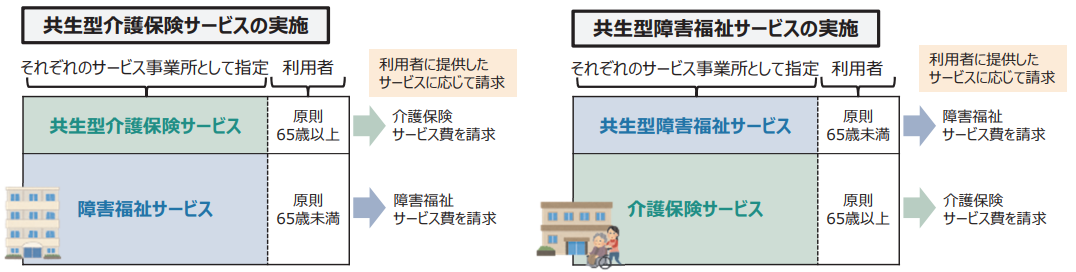 共生型介護保険サービスの実施
それぞれのサービス事業所として指定
利用者
利用者に提供した
サービスに応じて請求
共生型介護保険サービス
原則
65歳以上
介護保険
サービス費を請求
障害福祉サービス
原則
65歳未満
障害福祉
サービス費を請求
共生型障害福祉サービスの実施
それぞれのサービス事業所として指定
利用者
利用者に提供した
サービスに応じて請求
共生型障害福祉サービス
原則
65歳未満
障害福祉
サービス費を請求
介護保険サービス
原則
65歳以上
介護保険
サービス費を請求